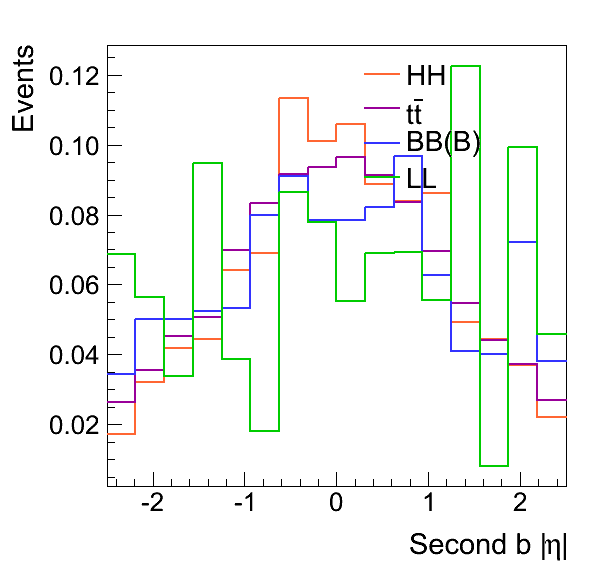 Events
0.12
0.10
0.08
0.06
0.04
0.02
HH
tt̄
BB(B)
LL
-2 -1 0 1 2
Second b |η|